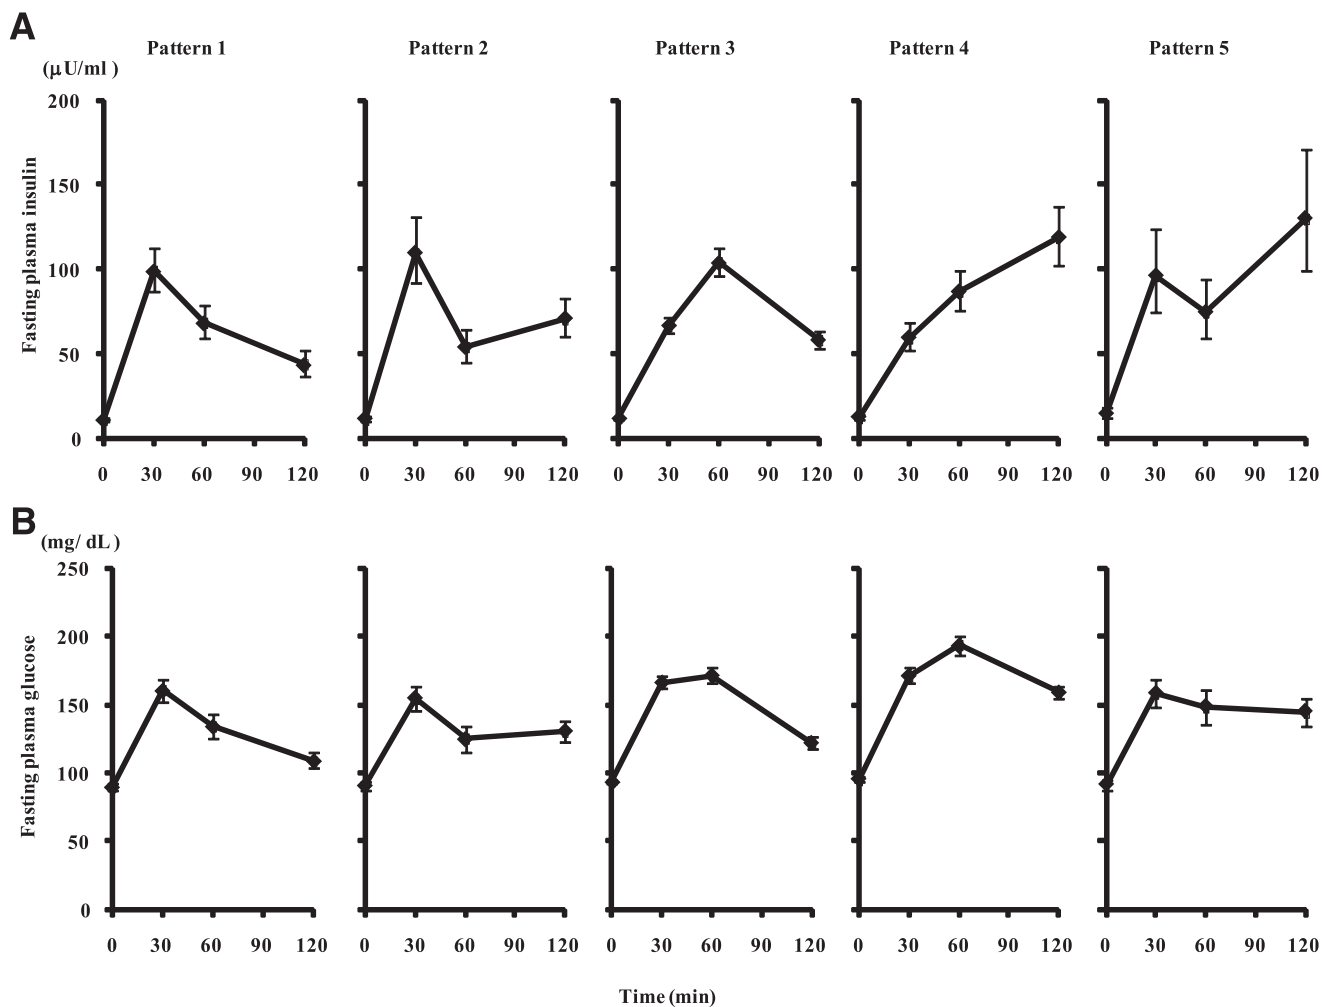 A
Pattern 1 Pattern 2 Pattern 3 Pattern 4 Pattern 5
(μU/ml )
Fasting plasma insulin
200
150
100
50
0
0 30 60 90 120 0 30 60 90 120 0 30 60 90 120 0 30 60 90 120 0 30 60 90 120
B
(mg/ dL )
Fasting plasma glucose
250
200
150
100
50
0
0 30 60 90 120 0 30 60 90 120 0 30 60 90 120 0 30 60 90 120 0 30 60 90 120
Time (min)